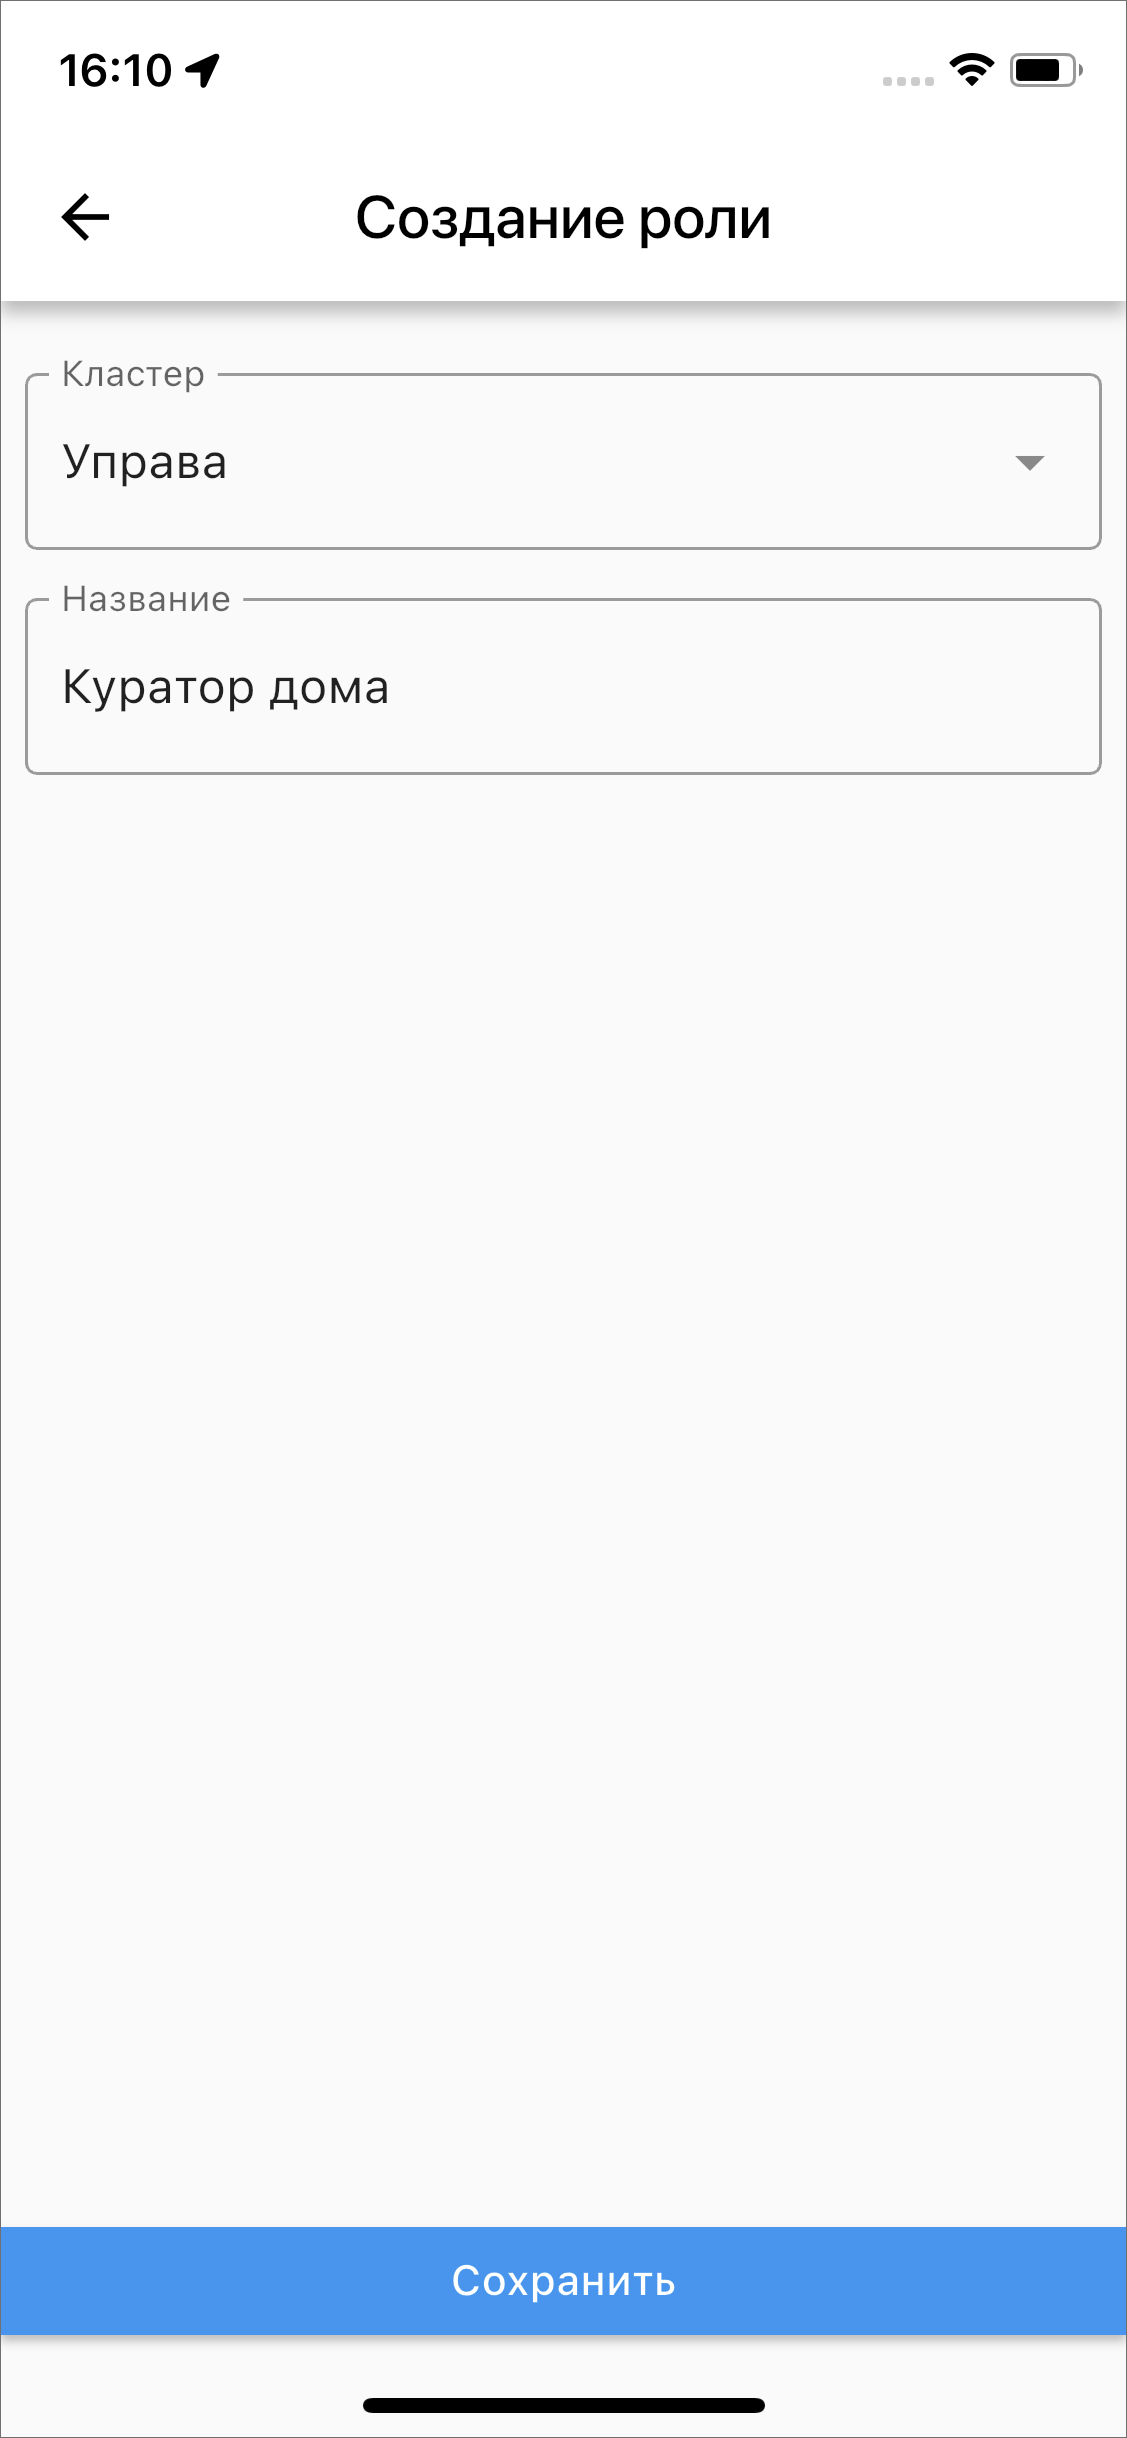 16:10
Создание роли
Кластер
Управа
Название
Куратор дома
Сохранить